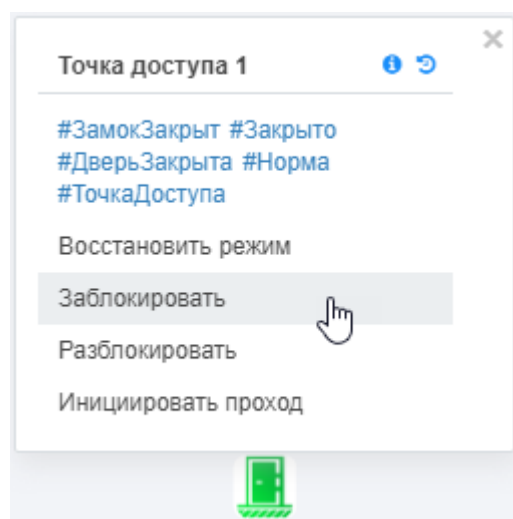 Точка доступа 1
#ЗамокЗакрыт #Закрыто
#ДверьЗакрыта #Норма
#ТочкаДоступа
Восстановить режим
Заблокировать
Разблокировать
Инициировать проход